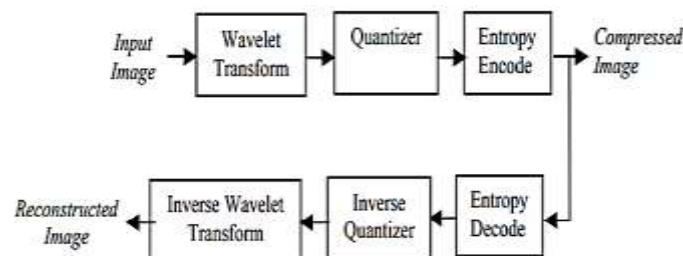 Input
Image
Wavelet
Transform
Quantizer
Entropy
Encode
Compressed
Image
Reconstructed
Image
Inverse Wavelet
Transform
Inverse
Quantizer
Entropy
Decode